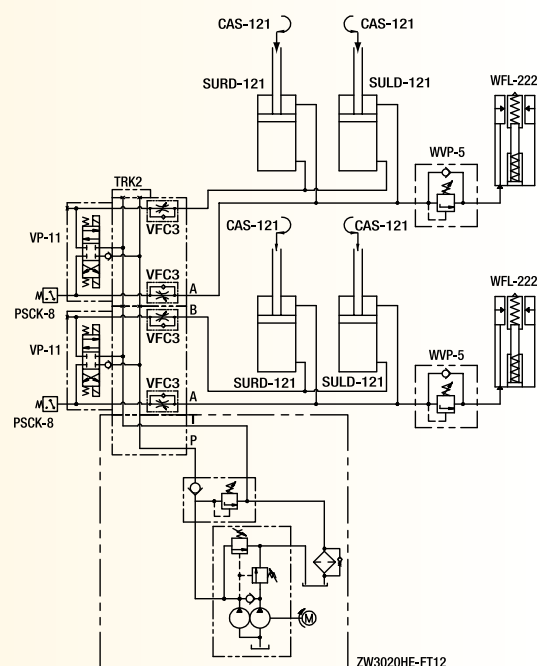 CAS-121
CAS-121
SURD-121
SULD-121
WFL-222
WVP-5
TRK2
VFC3
VP-11
CAS-121
CAS-121
VFC3
A
WFL-222
PSCK-8
B
VFC3
VP-11
WVP-5
VFC3
SURD-121
SULD-121
A
PSCK-8
T
P
M
ZW3020HE-FT12